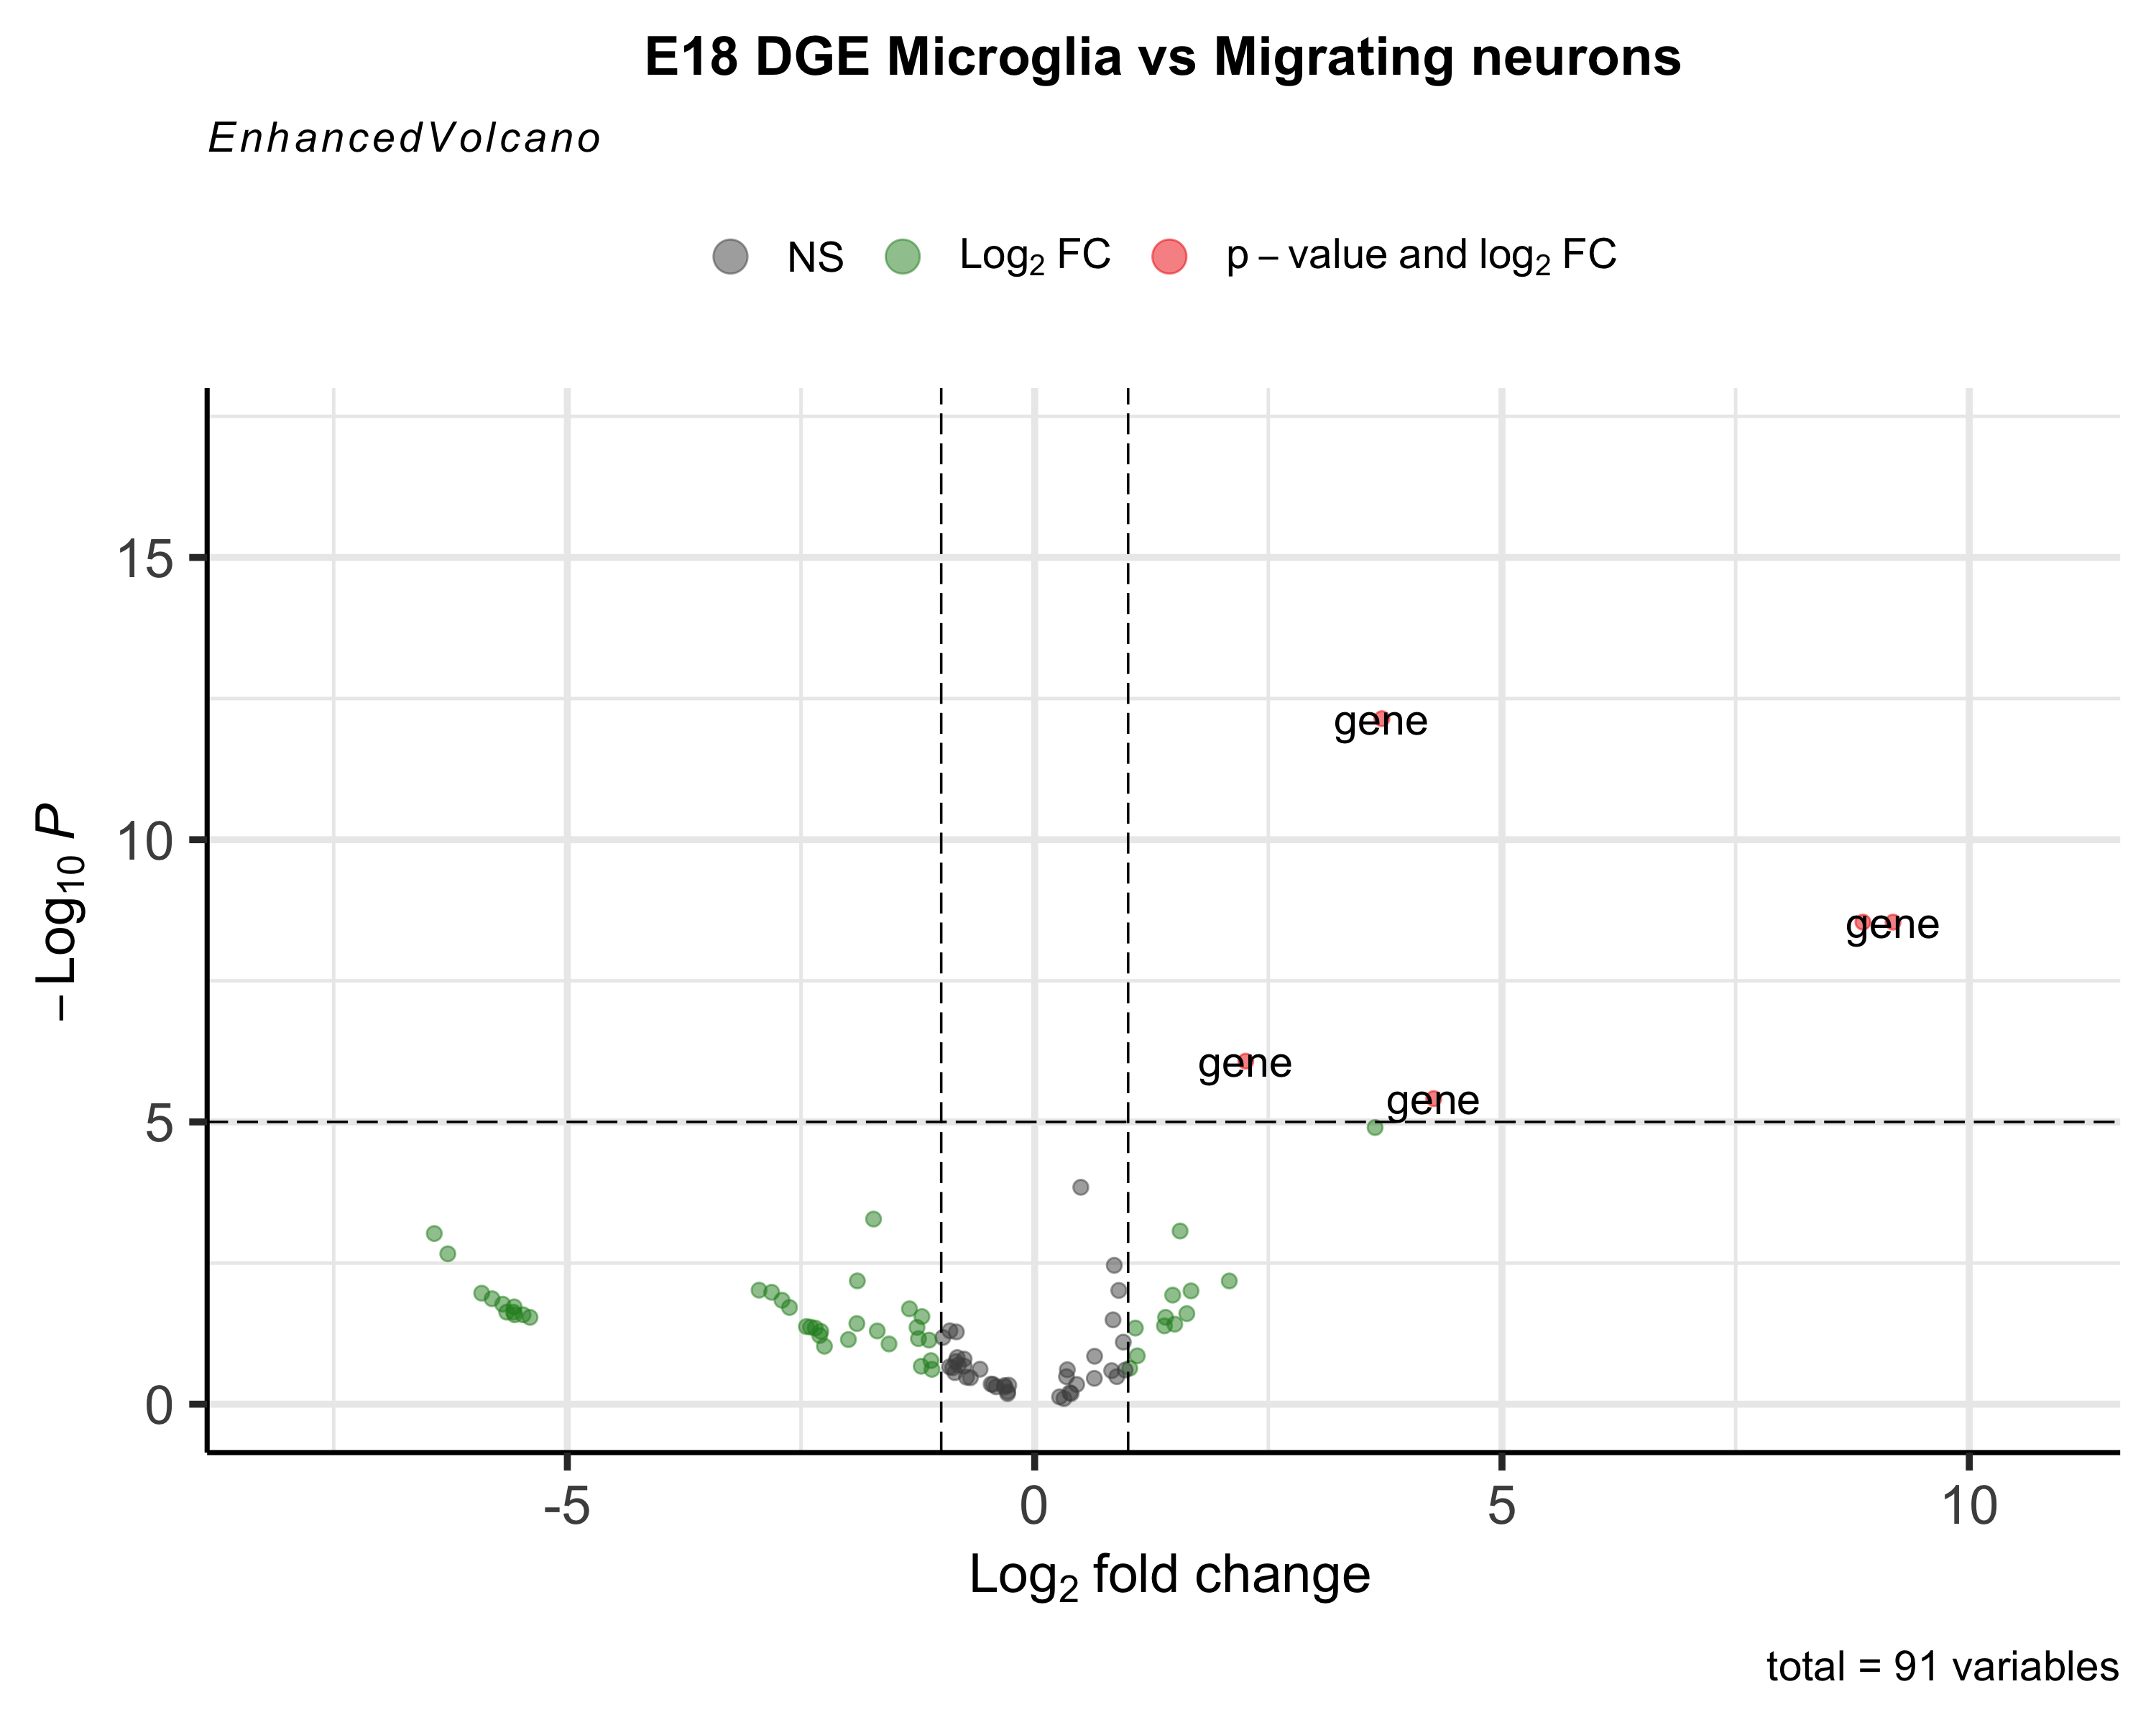 E18 DGE Microglia vs Migrating neurons
EnhancedVolcano
NS Log₂ FC p – value and log₂ FC
15
10
5
0
– Log₁₀ P
gene
gene
gene
gene
-5 0 5 10
Log₂ fold change
total = 91 variables